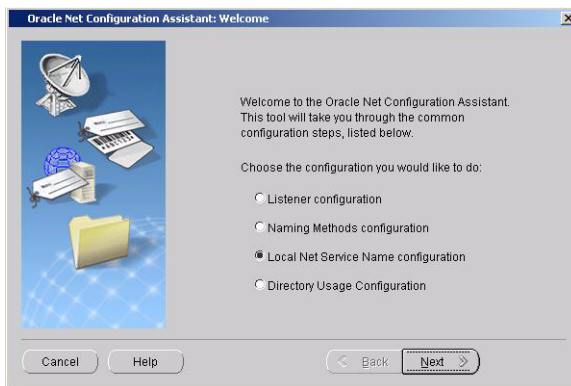 Oracle Net Configuration Assistant: Welcome
Welcome to the Oracle Net Configuration Assistant.
This tool will take you through the common
configuration steps, listed below.
Choose the configuration you would like to do:
Listener configuration
Naming Methods configuration
Local Net Service Name configuration
Directory Usage Configuration
Cancel
Help
Back
Next